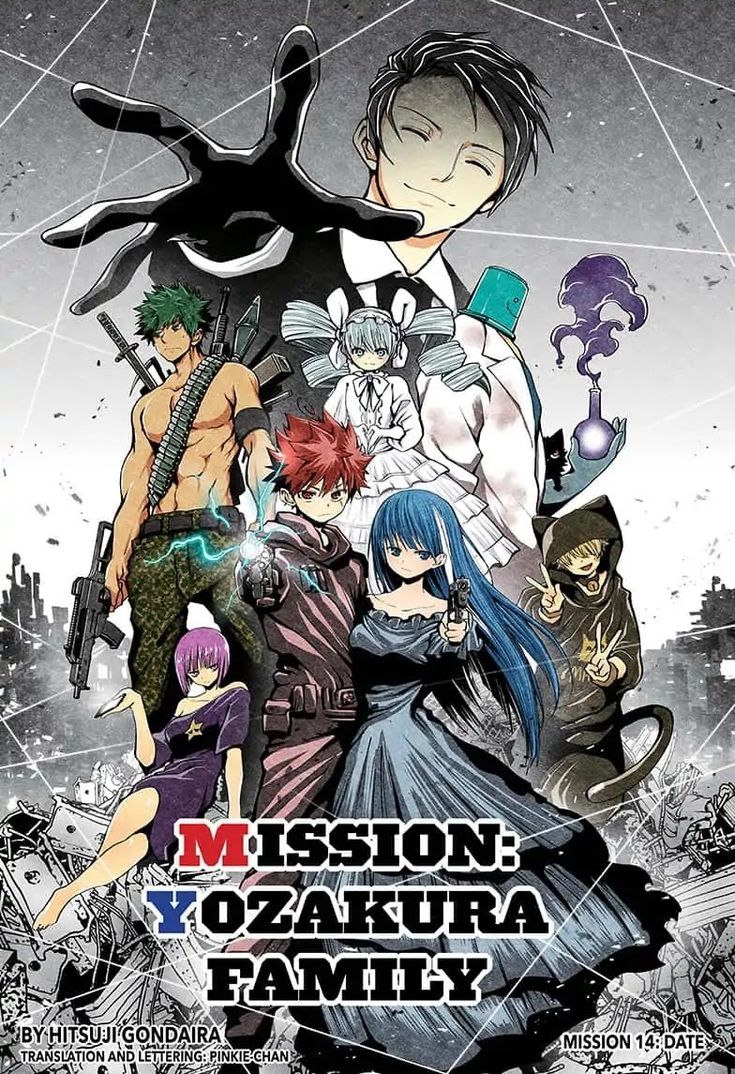 MISSION:
YOZAKURA
FAMILY
BY HITSUJI GONDAIRA
TRANSLATION AND LETTERING: PINKIE-CHAN
MISSION 14: DATE